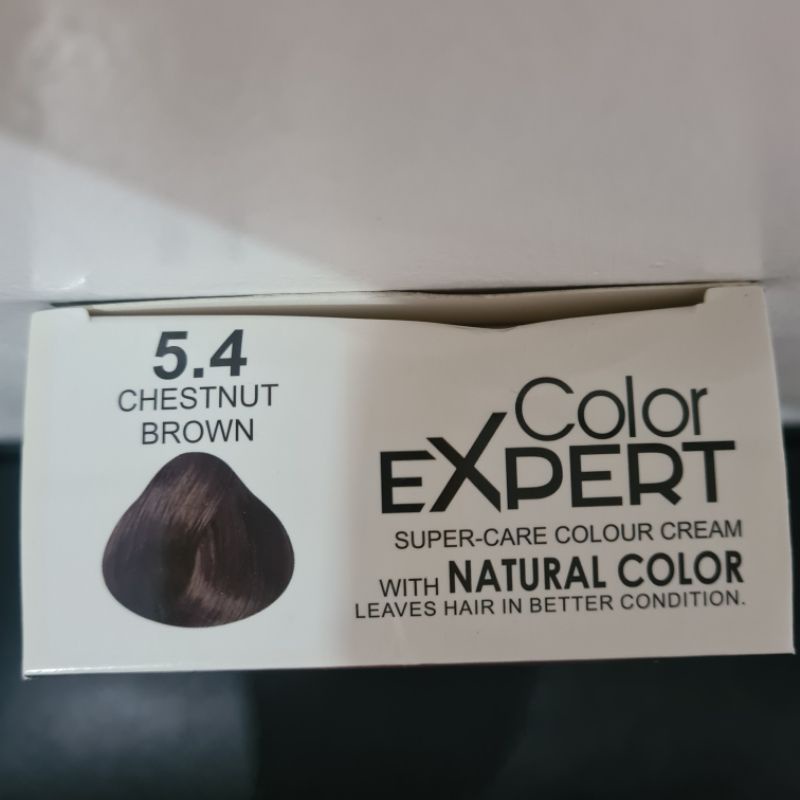 5.4
CHESTNUT
BROWN
Color
EXPERT
SUPER-CARE COLOUR CREAM
WITH NATURAL COLOR
LEAVES HAIR IN BETTER CONDITION.